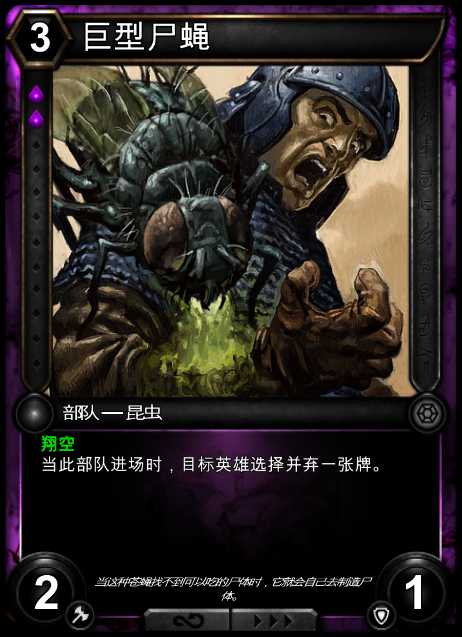 3
巨型尸蝇
部队 — 昆虫
翔空
当此部队进场时，目标英雄选择并弃一张牌。
当这种苍蝇找不到可以吃的尸体时，它就会自己去制造尸
体。
2
1